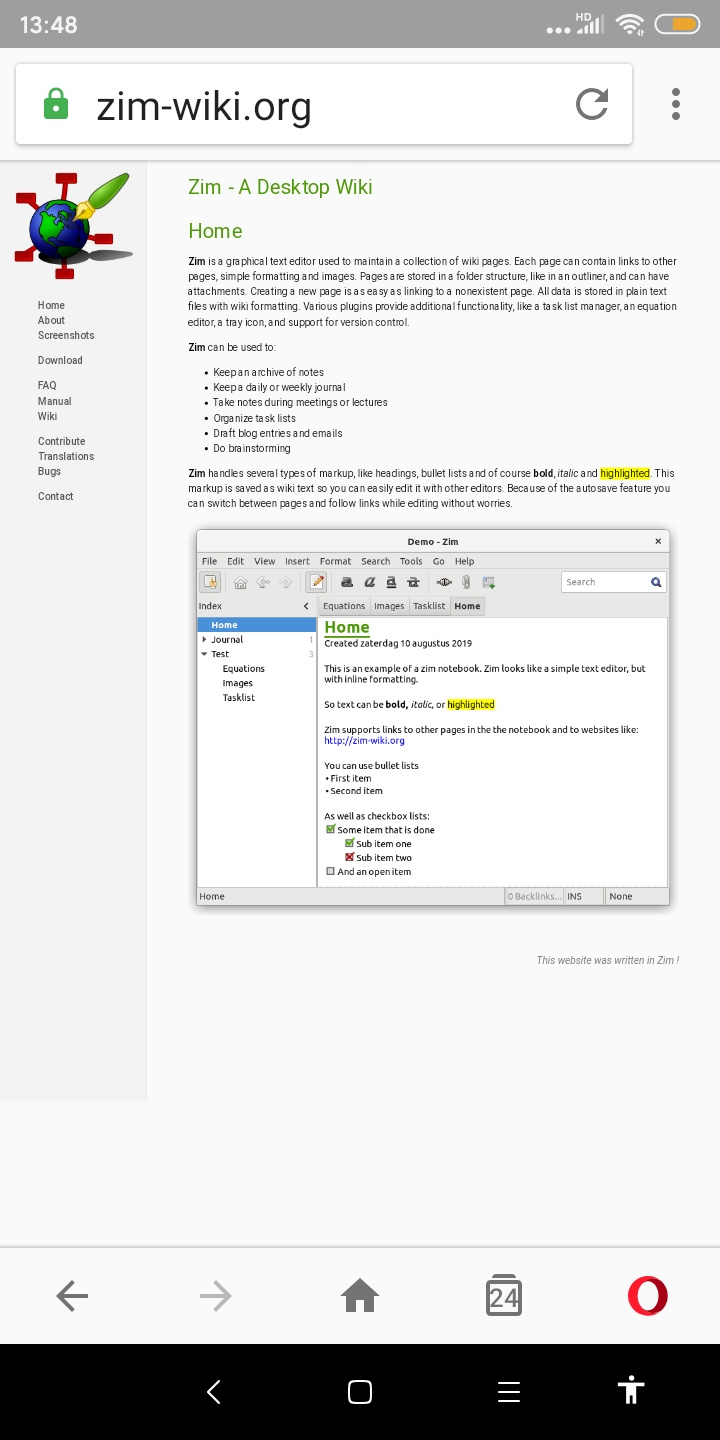 13:48
HD
zim-wiki.org
Zim - A Desktop Wiki
Home
Zim is a graphical text editor used to maintain a collection of wiki pages. Each page can contain links to other
pages, simple formatting and images. Pages are stored in a folder structure, like in an outliner, and can have
attachments. Creating a new page is as easy as linking to a nonexistent page. All data is stored in plain text
files with wiki formatting. Various plugins provide additional functionality, like a task list manager, an equation
editor, a tray icon, and support for version control.
Zim can be used to:
• Keep an archive of notes
• Keep a daily or weekly journal
• Take notes during meetings or lectures
• Organize task lists
• Draft blog entries and emails
• Do brainstorming
Zim handles several types of markup, like headings, bullet lists and of course bold, italic and highlighted. This
markup is saved as wiki text so you can easily edit it with other editors. Because of the autosave feature you
can switch between pages and follow links while editing without worries.
Home
About
Screenshots
Download
FAQ
Manual
Wiki
Contribute
Translations
Bugs
Contact
Demo - Zim
File Edit View Insert Format Search Tools Go Help
a a a a Search
Index
Equations Images Tasklist Home
Home
Journal 1
Test 3
Equations
Images
Tasklist
Home
Created zaterdag 10 augustus 2019
This is an example of a zim notebook. Zim looks like a simple text editor, but
with inline formatting.
So text can be bold, italic, or highlighted
Zim supports links to other pages in the the notebook and to websites like:
http://zim-wiki.org
You can use bullet lists
• First item
• Second item
As well as checkbox lists:
Some item that is done
Sub item one
Sub item two
And an open item
Home 0 Backlinks... INS None
This website was written in Zim !
24